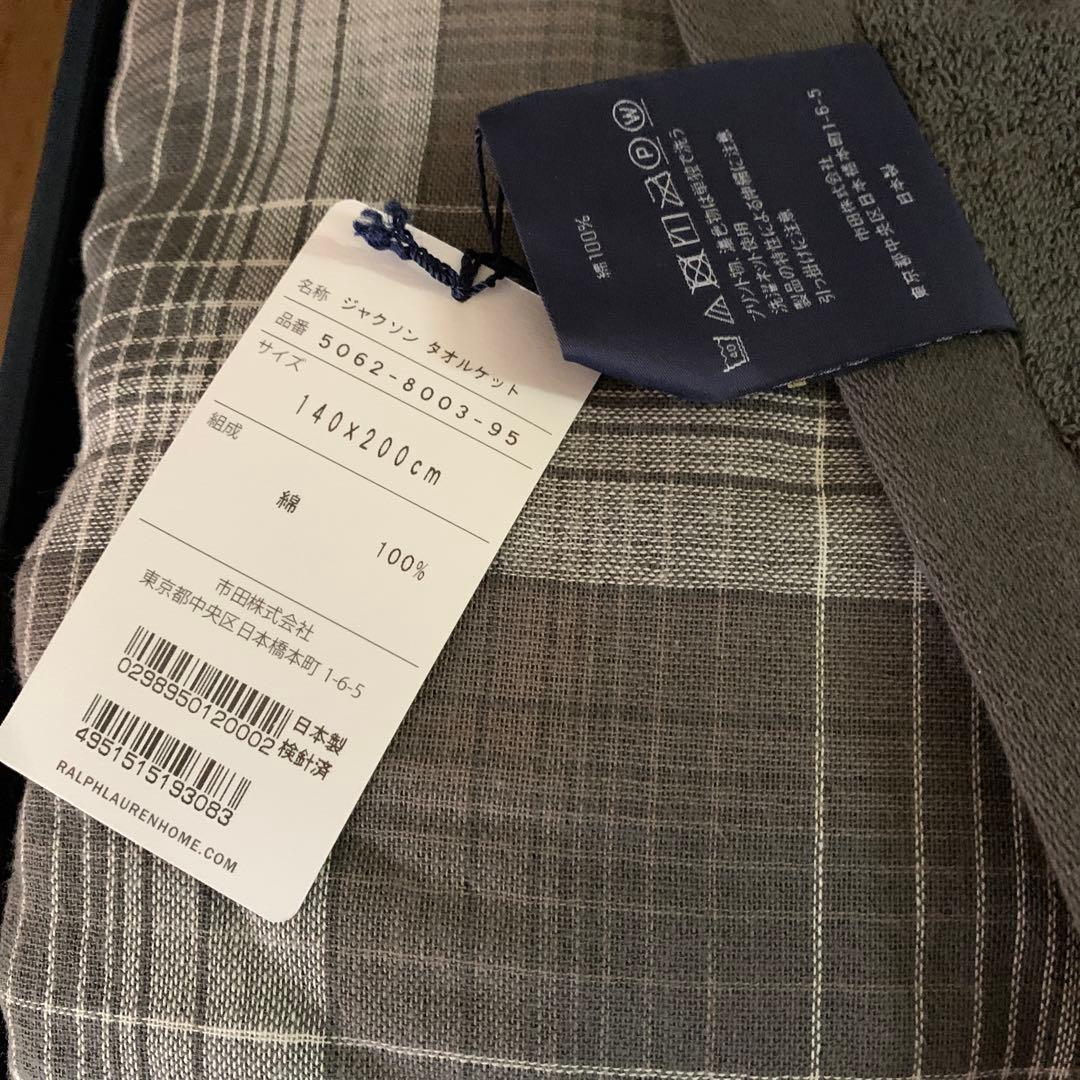 名称 ジャクソン タオルケット
品番 5062-8003-95
サイズ
140x200cm
組成
綿
100%
市田株式会社
東京都中央区日本橋本町 1-6-5
0298950120002 日本製
4951515193083 検針済
RALPHLAURENHOME.COM
綿100%
40 P W
プリント物、濃色物は単独で洗う
洗濯ネット使用
製品の特性による伸縮に注意
引っ掛けに注意
市田株式会社
東京都中央区日本橋本町1-6-5
日本製